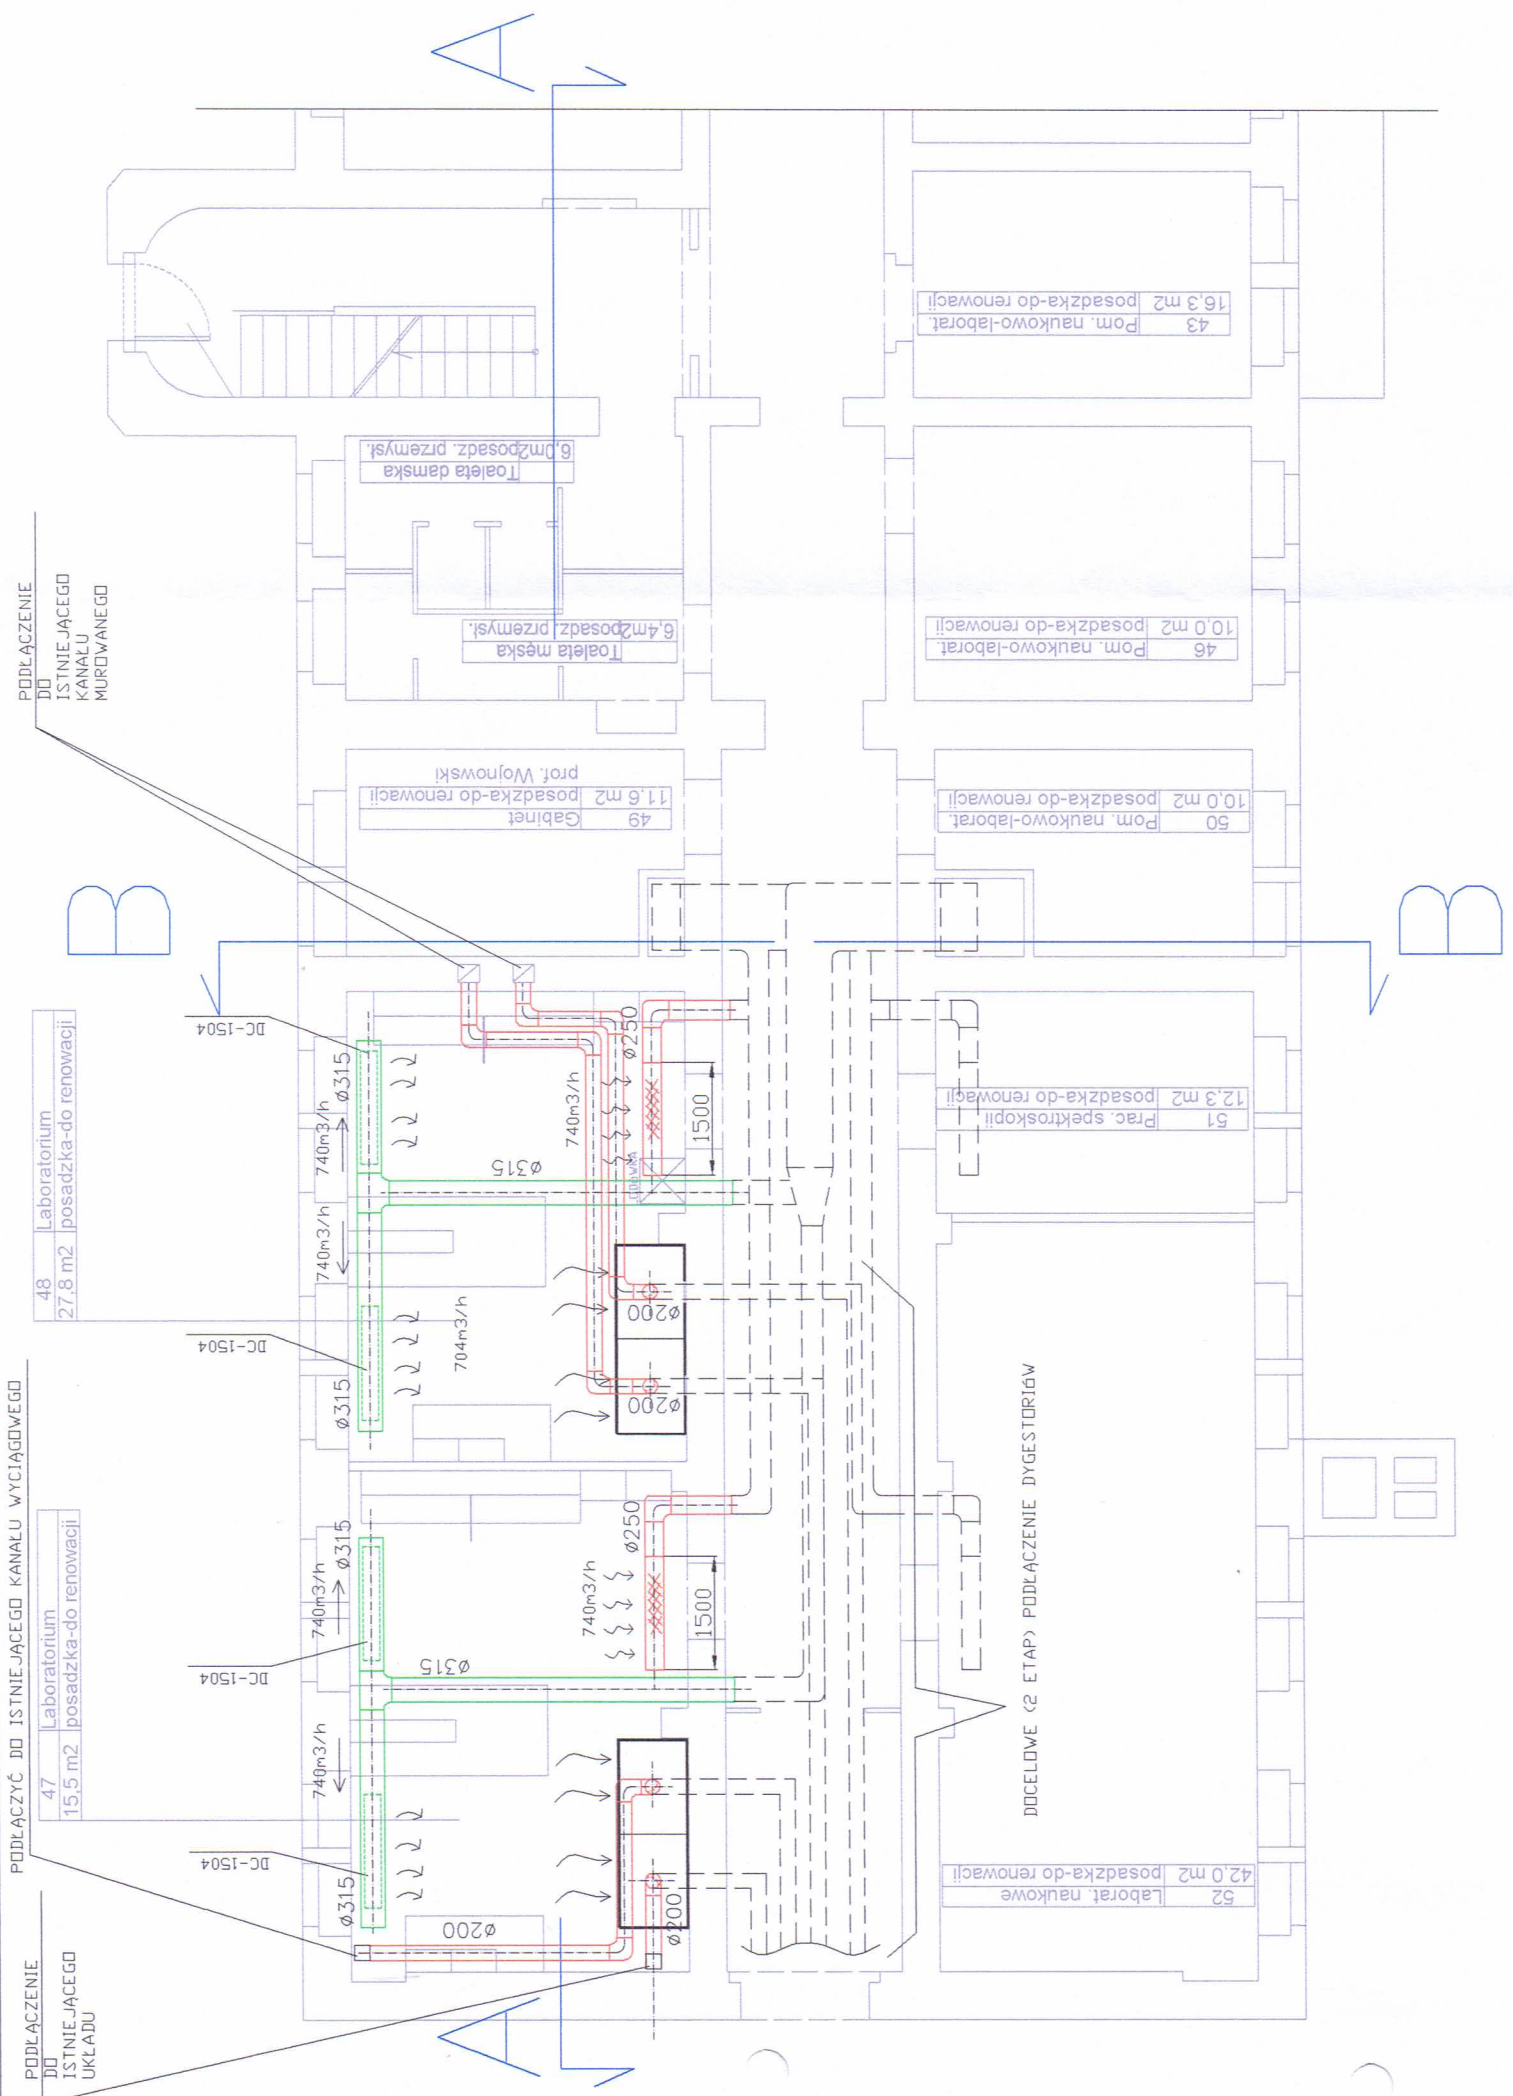 PODŁĄCZENIE
DO
ISTNIEJĄCEGO
UKŁADU
PODŁĄCZYĆ DO ISTNIEJĄCEGO KANAŁU WYCIĄGOWEGO
PODŁĄCZENIE
DO
ISTNIEJĄCEGO
KANAŁU
MUROWANEGO
47 Laboratorium
15,5 m2 posadzka-do renowacji
48 Laboratorium
27,8 m2 posadzka-do renowacji
DC-1504
DC-1504
DC-1504
DC-1504
B
A
A
B
ø315
740m3/h
740m3/h
ø315
ø315
740m3/h
740m3/h
ø315
704m3/h
ø200
ø315
ø315
740m3/h
740m3/h
ø250
ø250
ø200
ø200
ø200
1500
1500
49 Gabinet
11,6 m2 posadzka-do renowacji
prof. Wojnowski
Toaleta męska
6,4m2 posadz. przemysł.
Toaleta damska
6,0m2 posadz. przemysł.
52 Laborat. naukowe
42,0 m2 posadzka-do renowacji
DOCELOWE (2 ETAP) PODŁĄCZENIE DYGESTORIÓW
51 Prac. spektroskopii
12,3 m2 posadzka-do renowacji
50 Pom. naukowo-laborat.
10,0 m2 posadzka-do renowacji
46 Pom. naukowo-laborat.
10,0 m2 posadzka-do renowacji
43 Pom. naukowo-laborat.
16,3 m2 posadzka-do renowacji